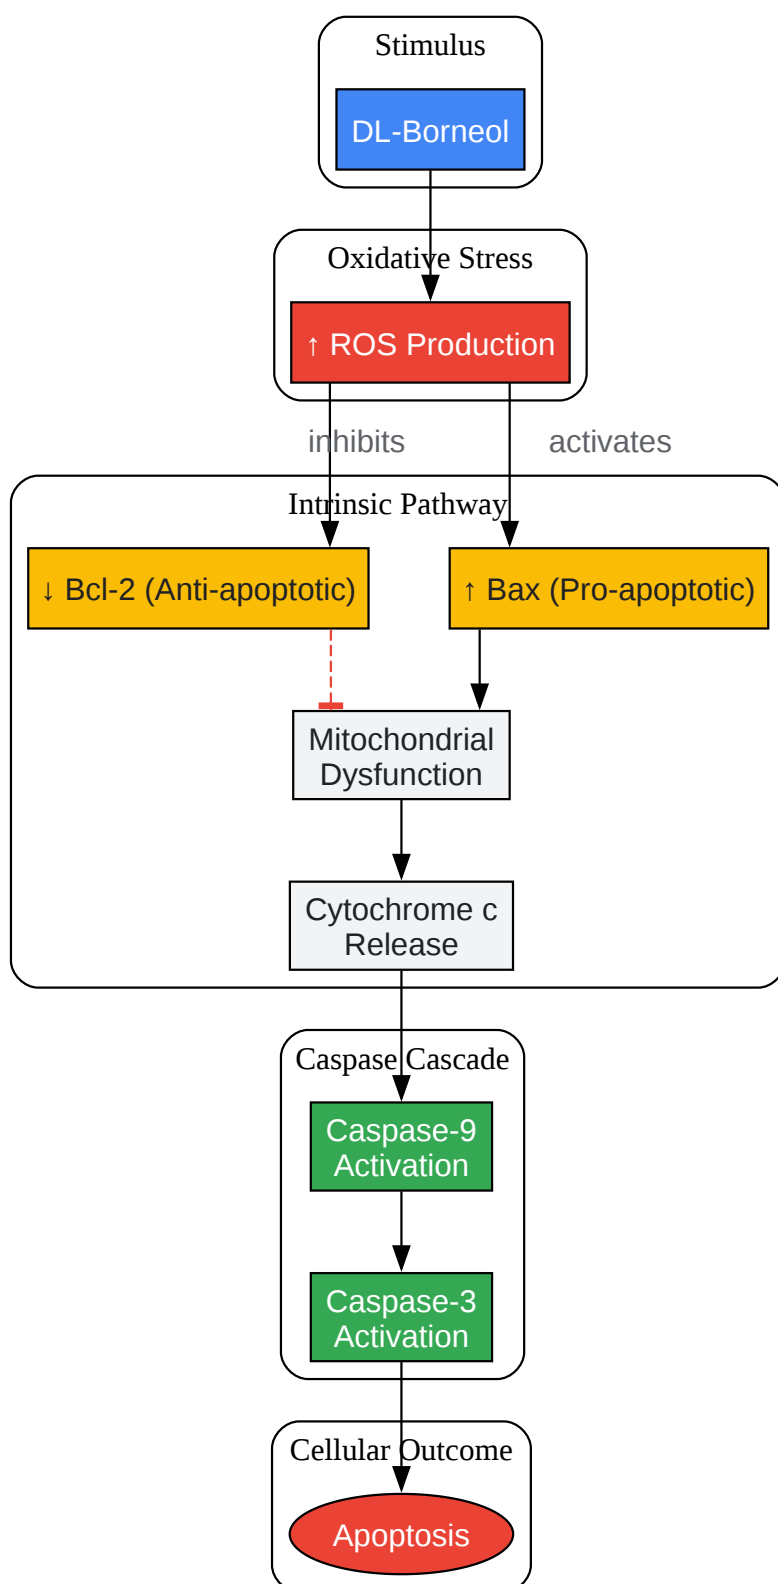 Stimulus
DL-Borneol
Oxidative Stress
↑ ROS Production
inhibits
activates
Intrinsic Pathway
↓ Bcl-2 (Anti-apoptotic)
↑ Bax (Pro-apoptotic)
Mitochondrial
Dysfunction
Cytochrome c
Release
Caspase Cascade
Caspase-9
Activation
Caspase-3
Activation
Cellular Outcome
Apoptosis